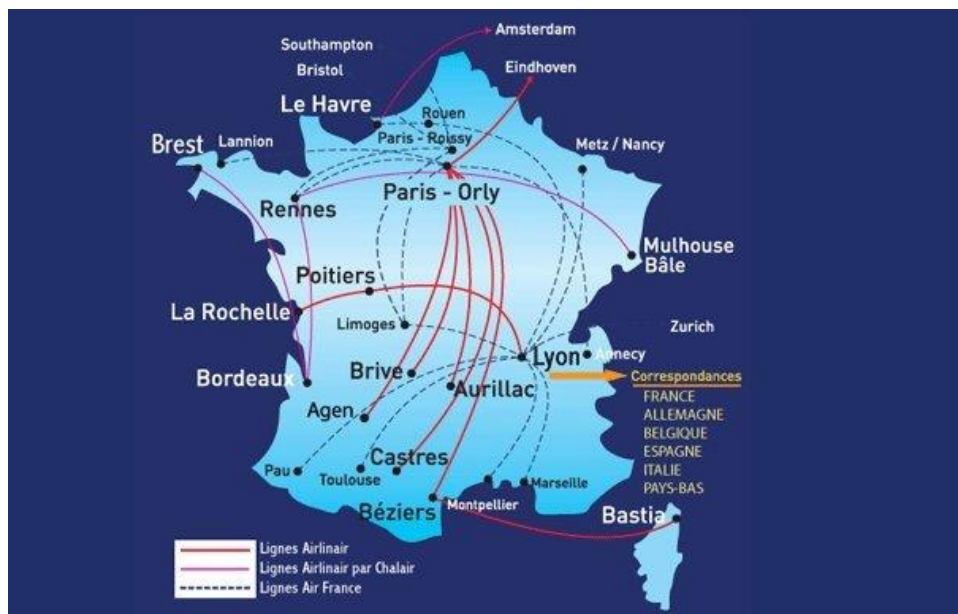 Amsterdam
Southampton
Eindhoven
Bristol
Le Havre
Rouen
Paris - Roissy
Metz / Nancy
Brest
Lannion
Paris - Orly
Rennes
Mulhouse
Bâle
Poitiers
La Rochelle
Limoges
Zurich
Lyon
Annecy
Brive
Bordeaux
Aurillac
Correspondances
FRANCE
ALLEMAGNE
BELGIQUE
ESPAGNE
ITALIE
PAYS-BAS
Agen
Castres
Pau
Toulouse
Marseille
Montpellier
Béziers
Bastia
Lignes Airlinair
Lignes Airlinair par Chalair
Lignes Air France